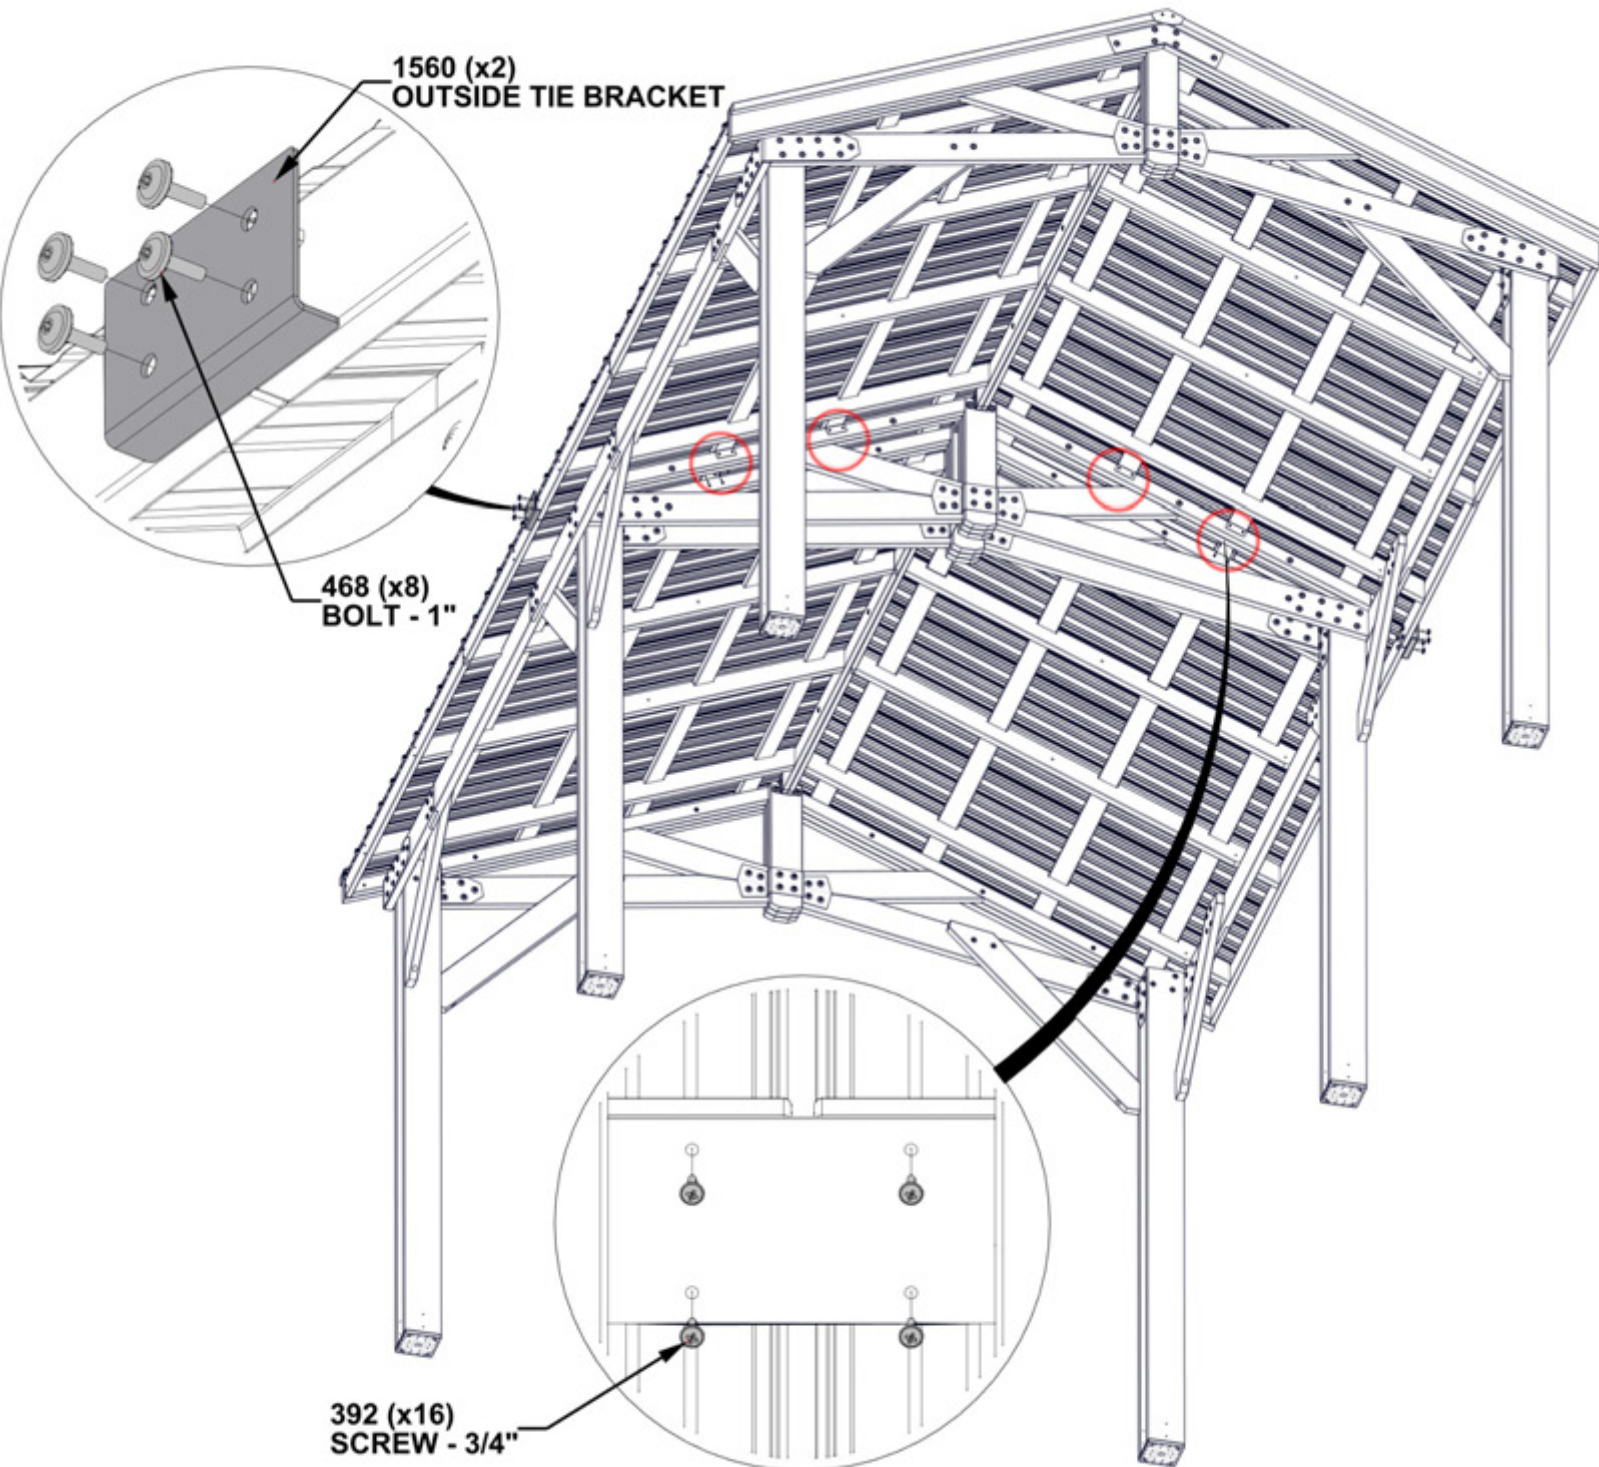 1560 (x2)
OUTSIDE TIE BRACKET
468 (x8)
BOLT - 1"
392 (x16)
SCREW - 3/4"